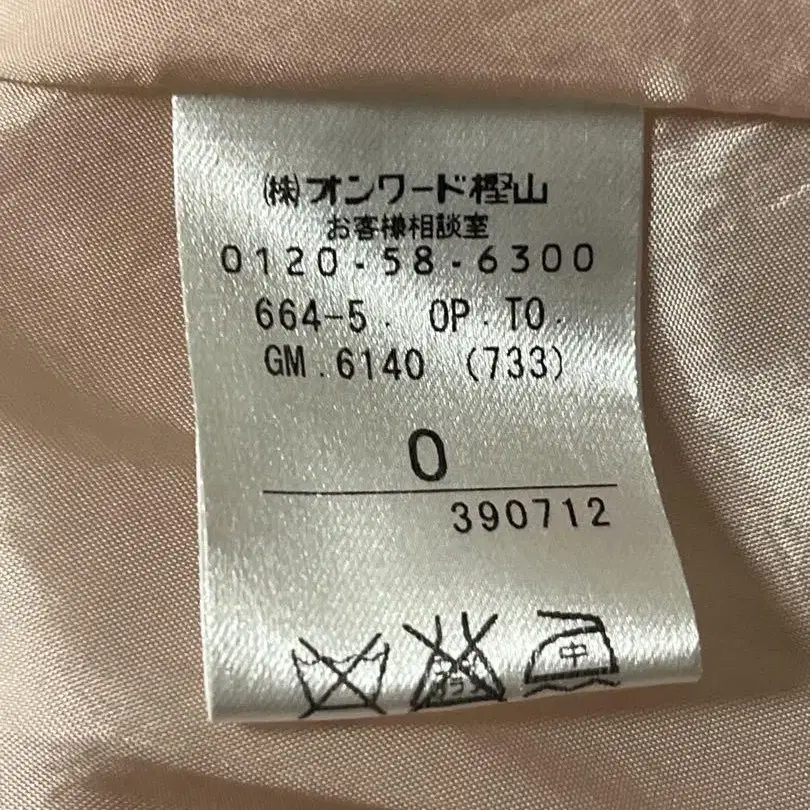 ㈱オンワード樫山
お客様相談室
0120-58-6300
664-5. OP.TO.
GM.6140 (733)
0
390712
中